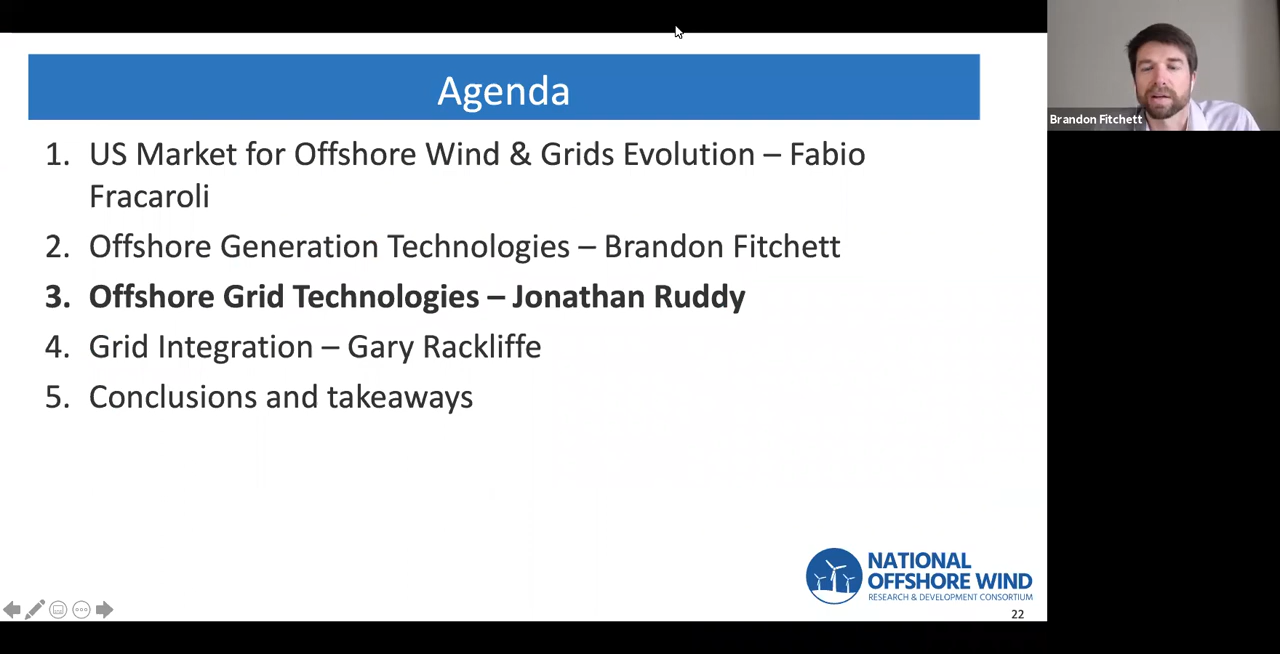 Agenda
1. US Market for Offshore Wind & Grids Evolution – Fabio
Fracaroli
2. Offshore Generation Technologies – Brandon Fitchett
3. Offshore Grid Technologies – Jonathan Ruddy
4. Grid Integration – Gary Rackliffe
5. Conclusions and takeaways
NATIONAL
OFFSHORE WIND
RESEARCH & DEVELOPMENT CONSORTIUM
22
Brandon Fitchett